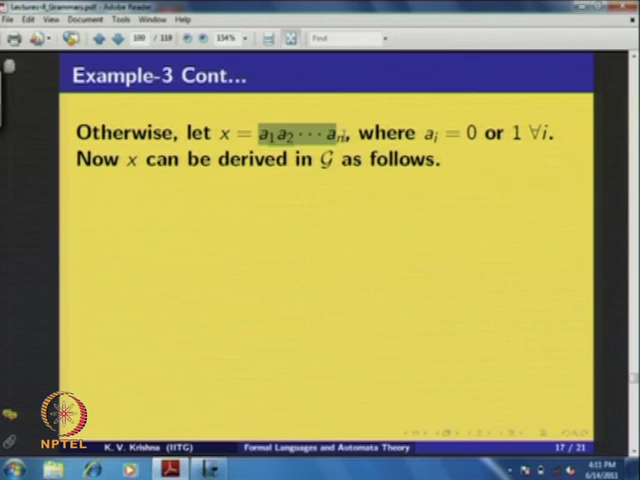 Lectures-4_Grammars.pdf - Adobe Reader
File Edit View Document Tools Window Help
100 / 119 154% Find
Example-3 Cont...
Otherwise, let x = a₁a₂ ⋯ aₙ, where aᵢ = 0 or 1 ∀i.
Now x can be derived in 𝒢 as follows.
NPTEL
K. V. Krishna (IITG) Formal Languages and Automata Theory 17 / 21
4:11 PM
6/14/2011